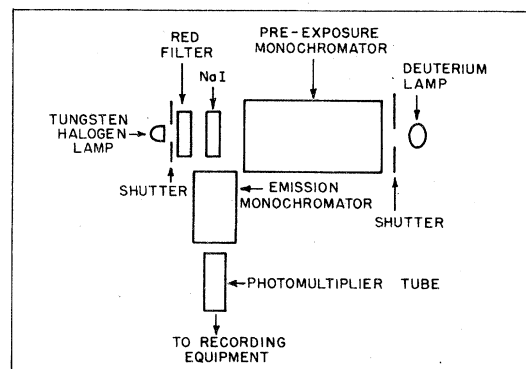 RED
FILTER
NaI
PRE-EXPOSURE
MONOCHROMATOR
DEUTERIUM
LAMP
TUNGSTEN
HALOGEN
LAMP
SHUTTER
EMISSION
MONOCHROMATOR
SHUTTER
PHOTOMULTIPLIER TUBE
TO RECORDING
EQUIPMENT